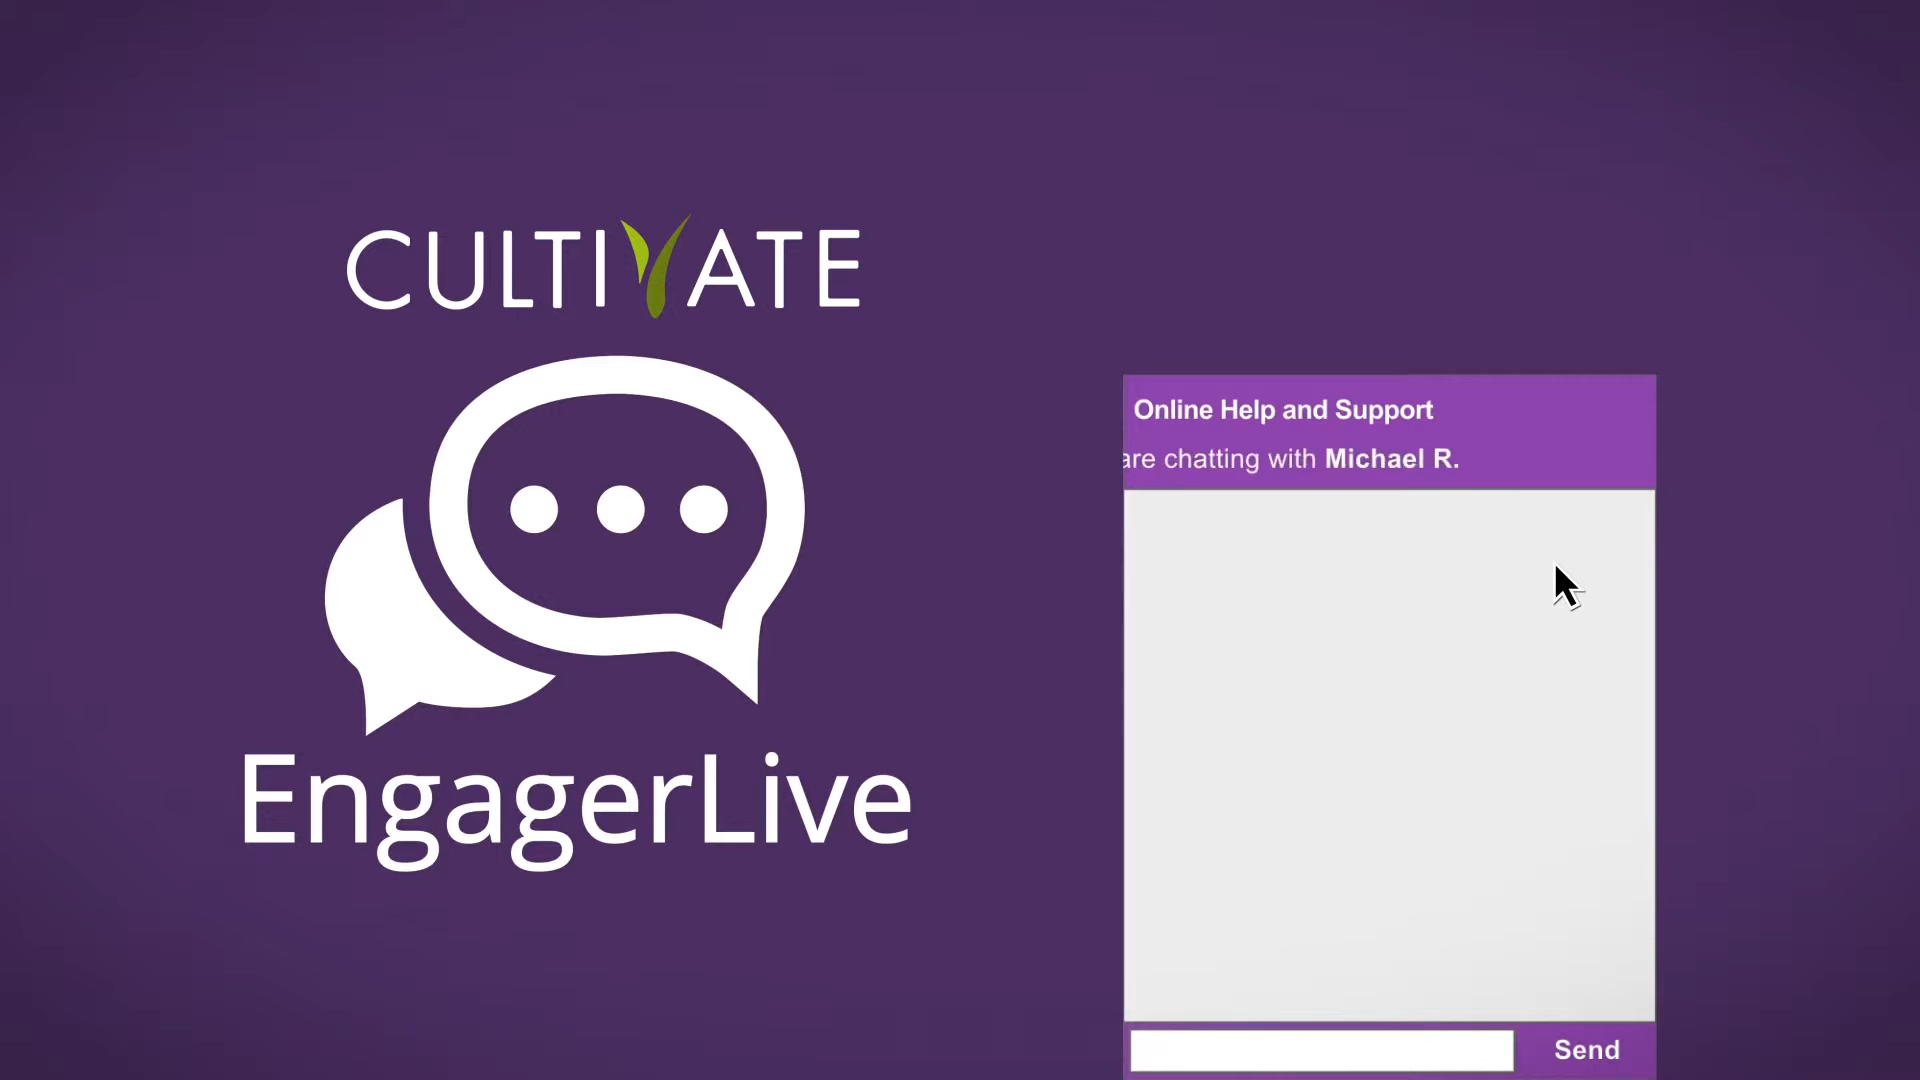 CULTIVATE
EngagerLive
Online Help and Support
are chatting with Michael R.
Send